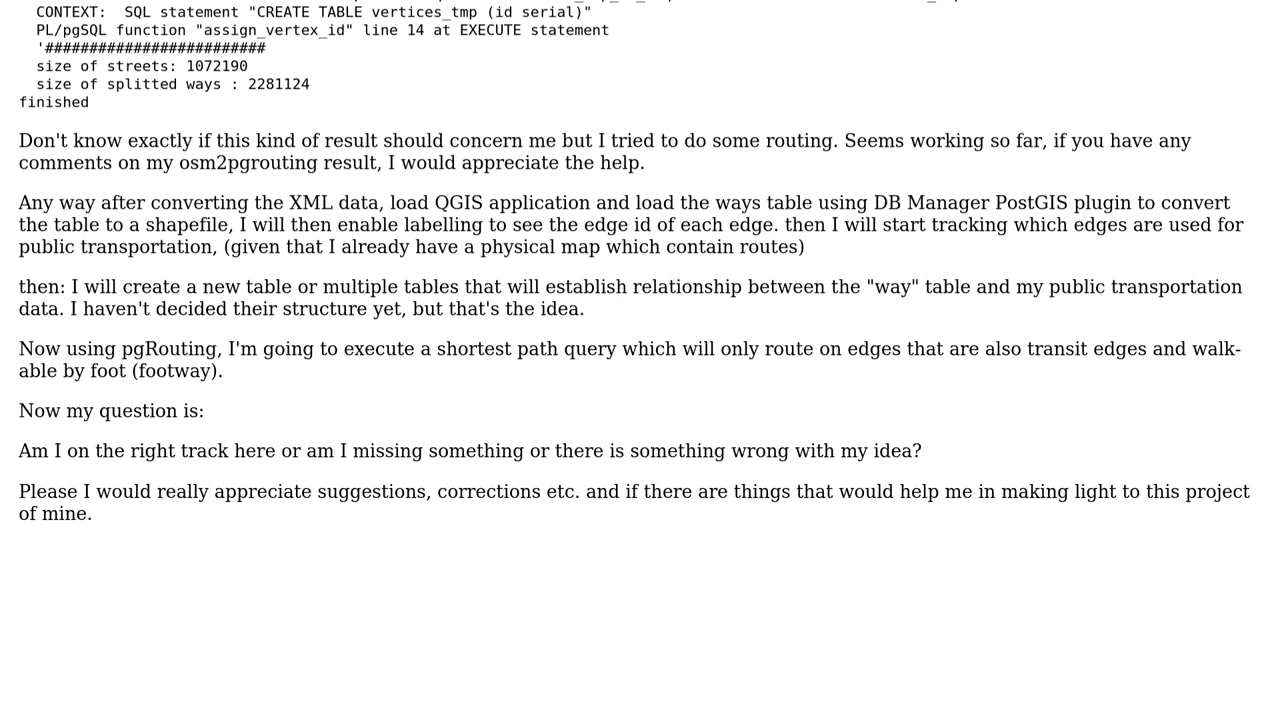 CONTEXT:  SQL statement "CREATE TABLE vertices_tmp (id serial)"
PL/pgSQL function "assign_vertex_id" line 14 at EXECUTE statement
'#########################
size of streets: 1072190
size of splitted ways : 2281124
finished
Don't know exactly if this kind of result should concern me but I tried to do some routing. Seems working so far, if you have any
comments on my osm2pgrouting result, I would appreciate the help.
Any way after converting the XML data, load QGIS application and load the ways table using DB Manager PostGIS plugin to convert
the table to a shapefile, I will then enable labelling to see the edge id of each edge. then I will start tracking which edges are used for
public transportation, (given that I already have a physical map which contain routes)
then: I will create a new table or multiple tables that will establish relationship between the "way" table and my public transportation
data. I haven't decided their structure yet, but that's the idea.
Now using pgRouting, I'm going to execute a shortest path query which will only route on edges that are also transit edges and walk-
able by foot (footway).
Now my question is:
Am I on the right track here or am I missing something or there is something wrong with my idea?
Please I would really appreciate suggestions, corrections etc. and if there are things that would help me in making light to this project
of mine.